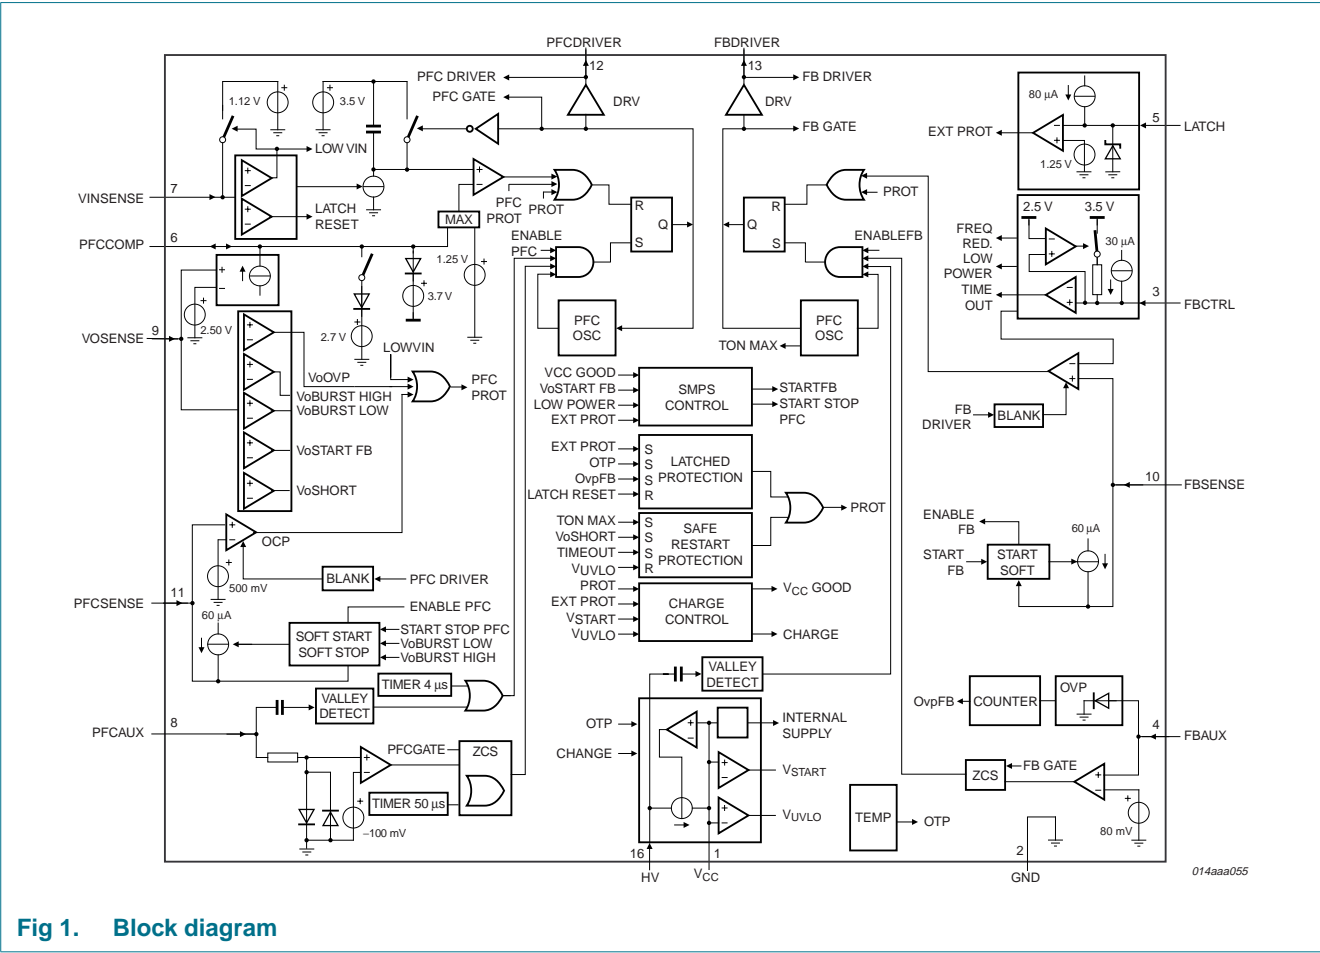 PFCDRIVER
FBDRIVER
12
13
PFC DRIVER
FB DRIVER
PFC GATE
DRV
DRV
FB GATE
1.12 V
+
3.5 V
+
LOW VIN
80 µA
5
LATCH
EXT PROT
1.25 V
7
VINSENSE
LATCH
RESET
PFC
PROT
PROT
PROT
R
S
Q
R
S
Q
MAX
6
PFCCOMP
ENABLE
PFC
ENABLEFB
1.25 V
3.7 V
2.7 V
2.5 V
3.5 V
30 µA
FREQ
RED.
LOW
POWER
TIME
OUT
3
FBCTRL
9
VOSENSE
2.50 V
PFC
OSC
PFC
OSC
TON MAX
LOWVIN
VoOVP
VoBURST HIGH
VoBURST LOW
VoSTART FB
VoSHORT
PFC
PROT
VCC GOOD
VoSTART FB
LOW POWER
EXT PROT
SMPS
CONTROL
STARTFB
START STOP
PFC
FB
DRIVER
BLANK
EXT PROT
OTP
OvpFB
LATCH RESET
S
S
S
R
LATCHED
PROTECTION
PROT
10
FBSENSE
TON MAX
VoSHORT
TIMEOUT
VUVLO
S
S
S
R
SAFE
RESTART
PROTECTION
ENABLE
FB
START
FB
START
SOFT
60 µA
OCP
500 mV
BLANK
PFC DRIVER
11
PFCSENSE
60 µA
ENABLE PFC
SOFT START
SOFT STOP
START STOP PFC
VoBURST LOW
VoBURST HIGH
PROT
EXT PROT
VSTART
VUVLO
CHARGE
CONTROL
VCC GOOD
CHARGE
TIMER 4 µs
VALLEY
DETECT
VALLEY
DETECT
8
PFCAUX
PFCGATE
ZCS
TIMER 50 µs
–100 mV
OTP
CHANGE
INTERNAL
SUPPLY
VSTART
VUVLO
16
1
HV
VCC
TEMP
OTP
OvpFB
COUNTER
OVP
4
FBAUX
ZCS
FB GATE
80 mV
2
GND
014aaa055
Fig 1. Block diagram